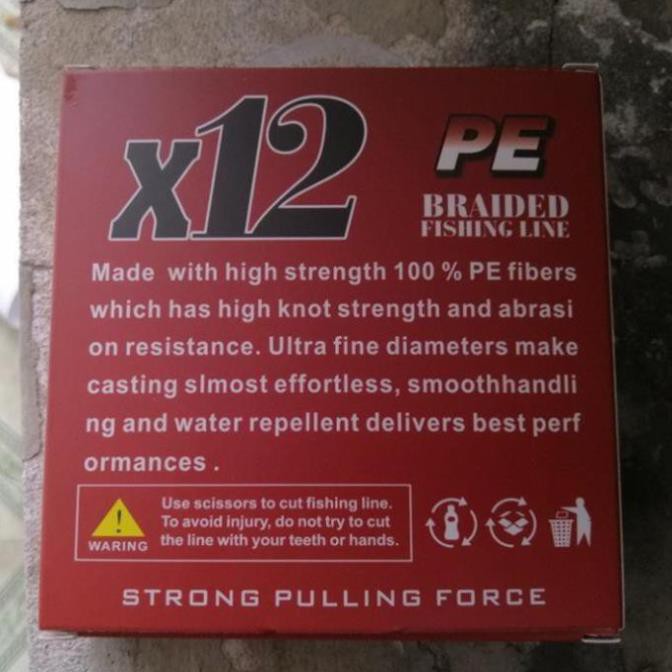 x12
PE
BRAIDED
FISHING LINE
Made with high strength 100 % PE fibers
which has high knot strength and abrasi
on resistance. Ultra fine diameters make
casting slmost effortless, smoothhandli
ng and water repellent delivers best perf
ormances .
Use scissors to cut fishing line.
To avoid injury, do not try to cut
the line with your teeth or hands.
WARING
STRONG PULLING FORCE